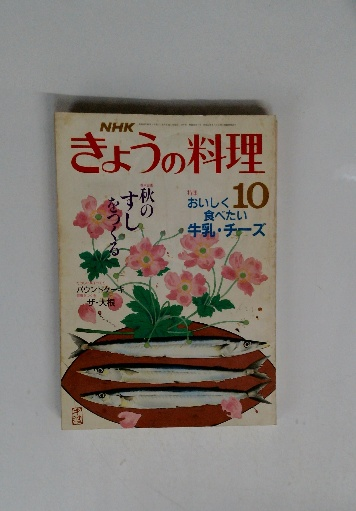 NHK
きょうの料理
10
特集
おいしく
食べたい
牛乳・チーズ
秋の
すし
をつくる
パウンドケーキ
ザ・大根